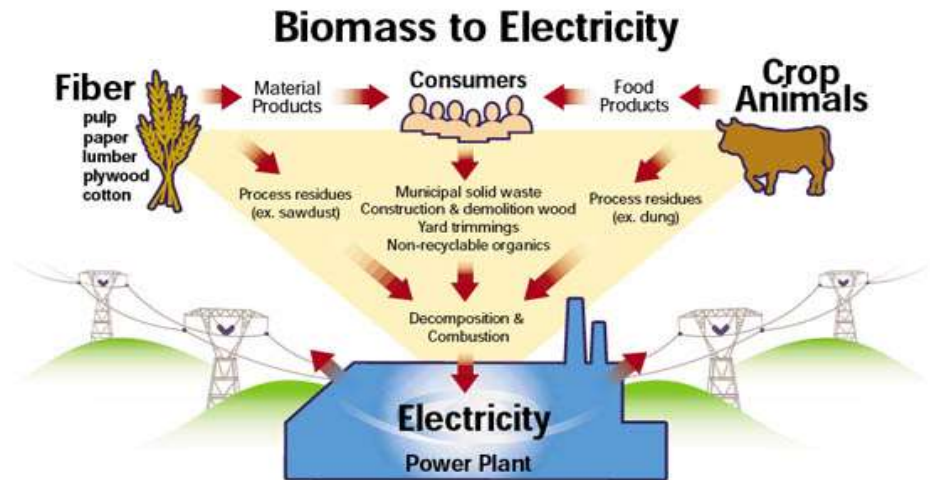 Biomass to Electricity
Fiber
pulp
paper
lumber
plywood
cotton
Material
Products
Consumers
Food
Products
Crop
Animals
Process residues
(ex. sawdust)
Municipal solid waste
Construction & demolition wood
Yard trimmings
Non-recyclable organics
Process residues
(ex. dung)
Decomposition &
Combustion
Electricity
Power Plant